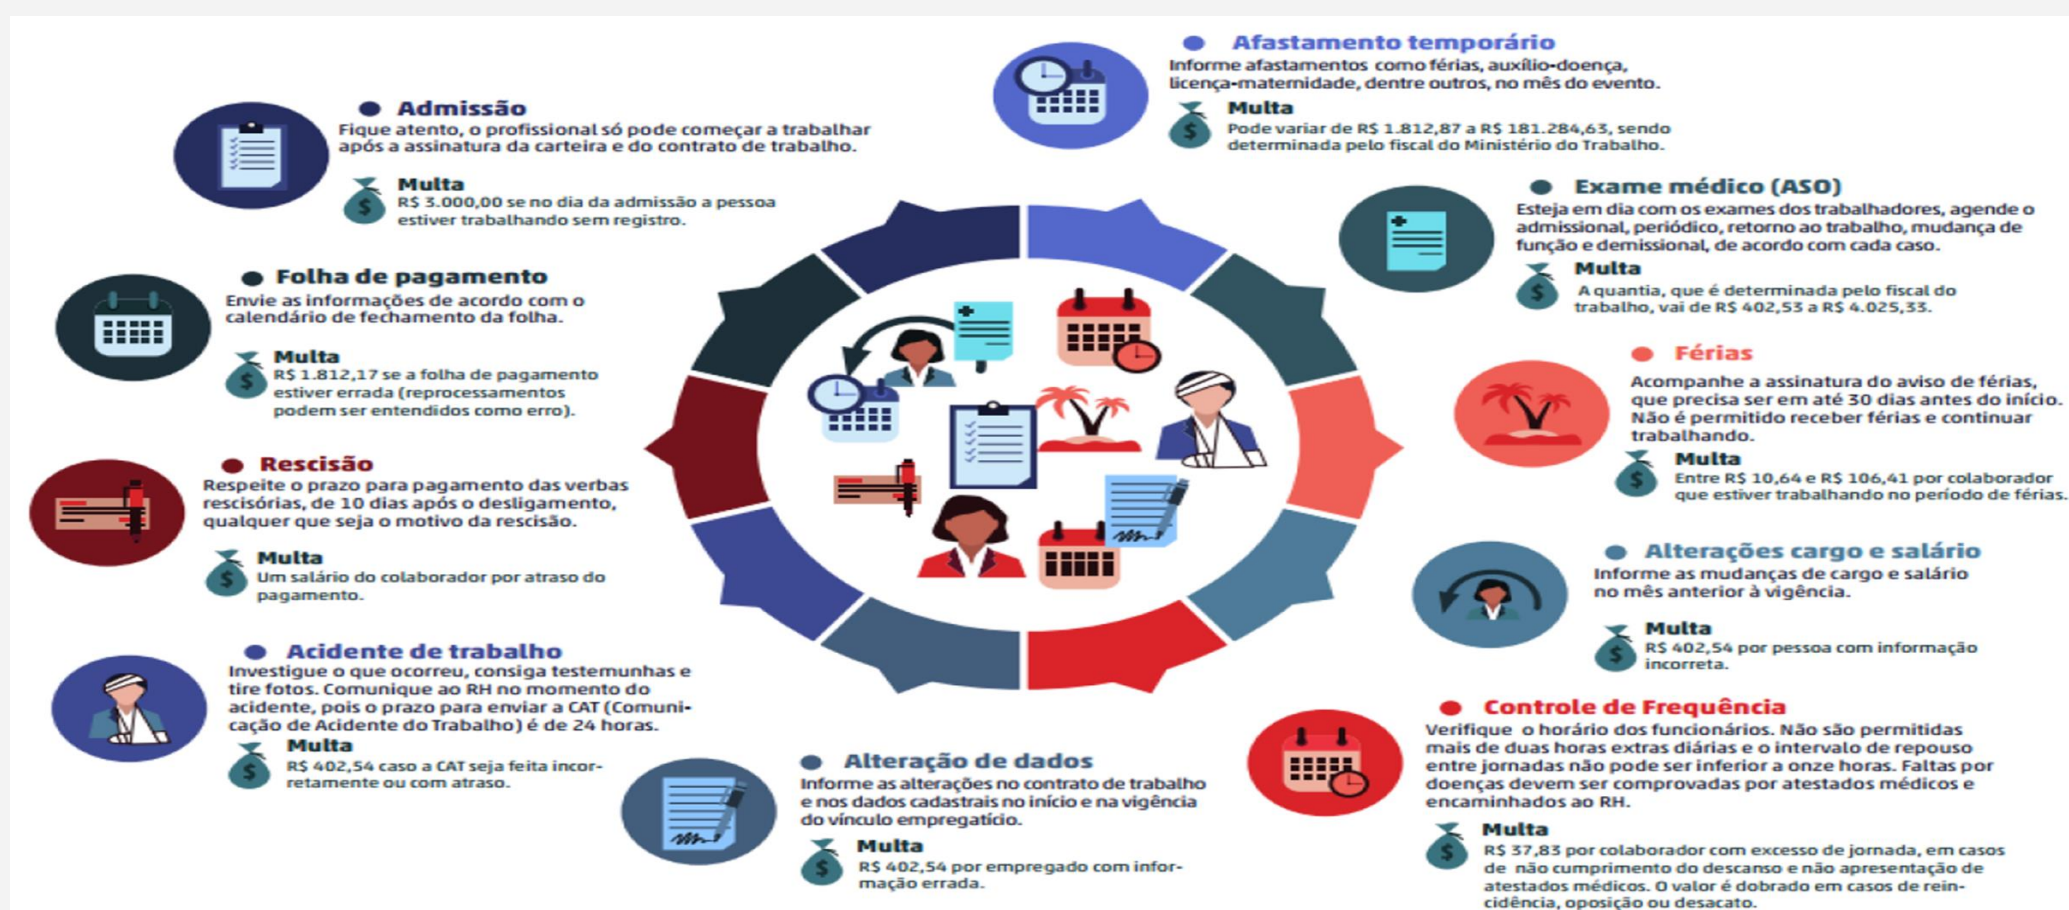 Admissão
Fique atento, o profissional só pode começar a trabalhar
após a assinatura da carteira e do contrato de trabalho.
Multa
R$ 3.000,00 se no dia da admissão a pessoa
estiver trabalhando sem registro.
Folha de pagamento
Envie as informações de acordo com o
calendário de fechamento da folha.
Multa
R$ 1.812,17 se a folha de pagamento
estiver errada (reprocessamentos
podem ser entendidos como erro).
Rescisão
Respeite o prazo para pagamento das verbas
rescisórias, de 10 dias após o desligamento,
qualquer que seja o motivo da rescisão.
Multa
Um salário do colaborador por atraso do
pagamento.
Acidente de trabalho
Investigue o que ocorreu, consiga testemunhas e
tire fotos. Comunique ao RH no momento do
acidente, pois o prazo para enviar a CAT (Comuni-
cação de Acidente do Trabalho) é de 24 horas.
Multa
R$ 402,54 caso a CAT seja feita incor-
retamente ou com atraso.
Alteração de dados
Informe as alterações no contrato de trabalho
e nos dados cadastrais no início e na vigência
do vínculo empregatício.
Multa
R$ 402,54 por empregado com infor-
mação errada.
Afastamento temporário
Informe afastamentos como férias, auxílio-doença,
licença-maternidade, dentre outros, no mês do evento.
Multa
Pode variar de R$ 1.812,87 a R$ 181.284,63, sendo
determinada pelo fiscal do Ministério do Trabalho.
Exame médico (ASO)
Esteja em dia com os exames dos trabalhadores, agende o
admissional, periódico, retorno ao trabalho, mudança de
função e demissional, de acordo com cada caso.
Multa
A quantia, que é determinada pelo fiscal do
trabalho, vai de R$ 402,53 a R$ 4.025,33.
Férias
Acompanhe a assinatura do aviso de férias,
que precisa ser em até 30 dias antes do início.
Não é permitido receber férias e continuar
trabalhando.
Multa
Entre R$ 10,64 e R$ 106,41 por colaborador
que estiver trabalhando no período de férias.
Alterações cargo e salário
Informe as mudanças de cargo e salário
no mês anterior à vigência.
Multa
R$ 402,54 por pessoa com informação
incorreta.
Controle de Frequência
Verifique o horário dos funcionários. Não são permitidas
mais de duas horas extras diárias e o intervalo de repouso
entre jornadas não pode ser inferior a onze horas. Faltas por
doenças devem ser comprovadas por atestados médicos e
encaminhados ao RH.
Multa
R$ 37,83 por colaborador com excesso de jornada, em casos
de não cumprimento do descanso e não apresentação de
atestados médicos. O valor é dobrado em casos de rein-
cidência, oposição ou desacato.